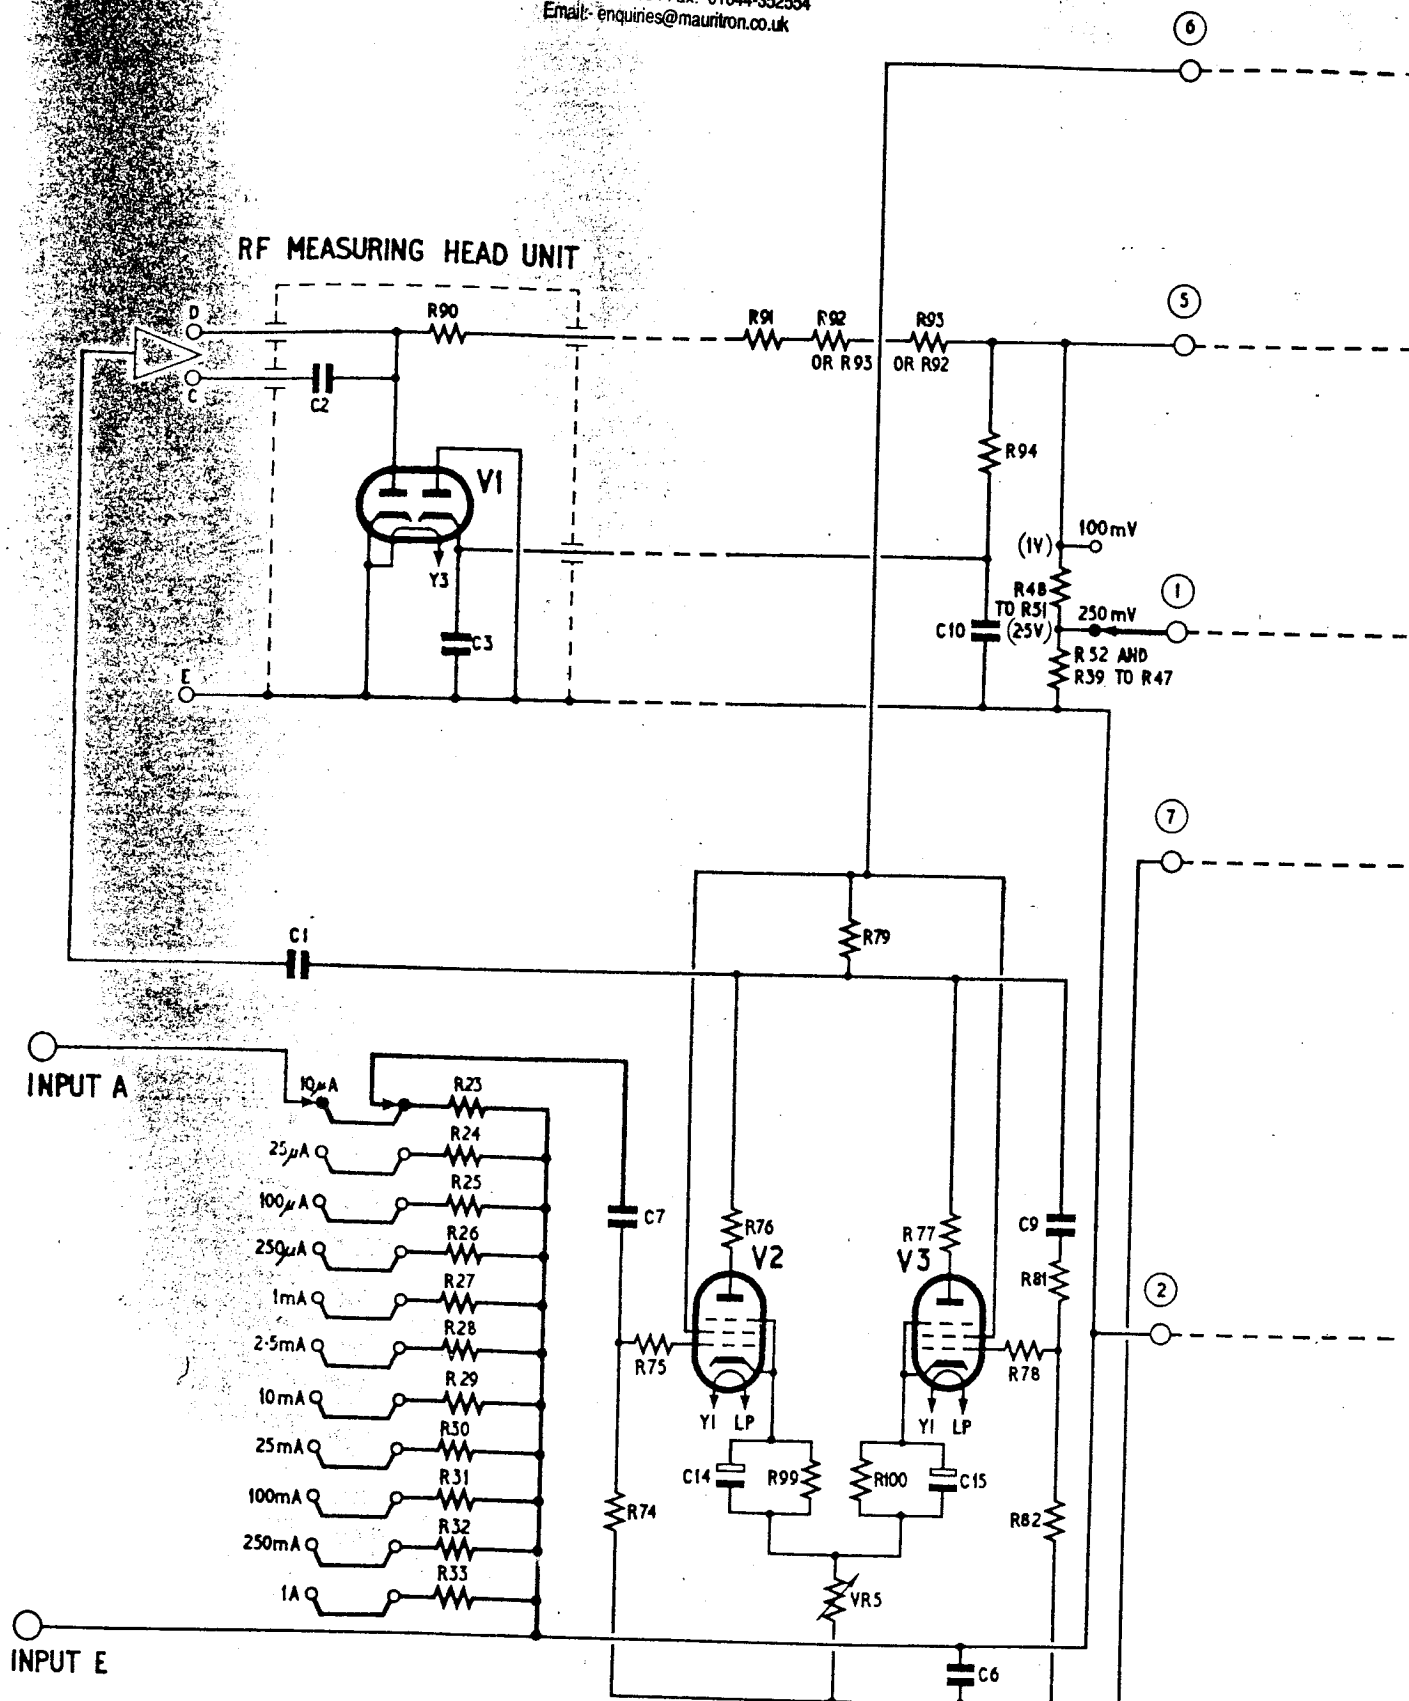 Email:- enquiries@mauritron.co.uk
6
RF MEASURING HEAD UNIT
D
R90
R91
R92
OR R93
R93
OR R92
5
C
C2
V1
R94
Y3
C3
(1V)
100mV
R48
TO R51
C10
(25V)
250mV
1
R52 AND
R39 TO R47
E
7
C1
R79
INPUT A
10μA
R23
25μA
R24
100μA
R25
250μA
R26
1mA
R27
2·5mA
R28
10mA
R29
25mA
R30
100mA
R31
250mA
R32
1A
R33
C7
R76
V2
R77
V3
C9
R81
2
R75
R78
Y1
LP
Y1
LP
C14
R99
R100
C15
R74
R82
VR5
INPUT E
C6